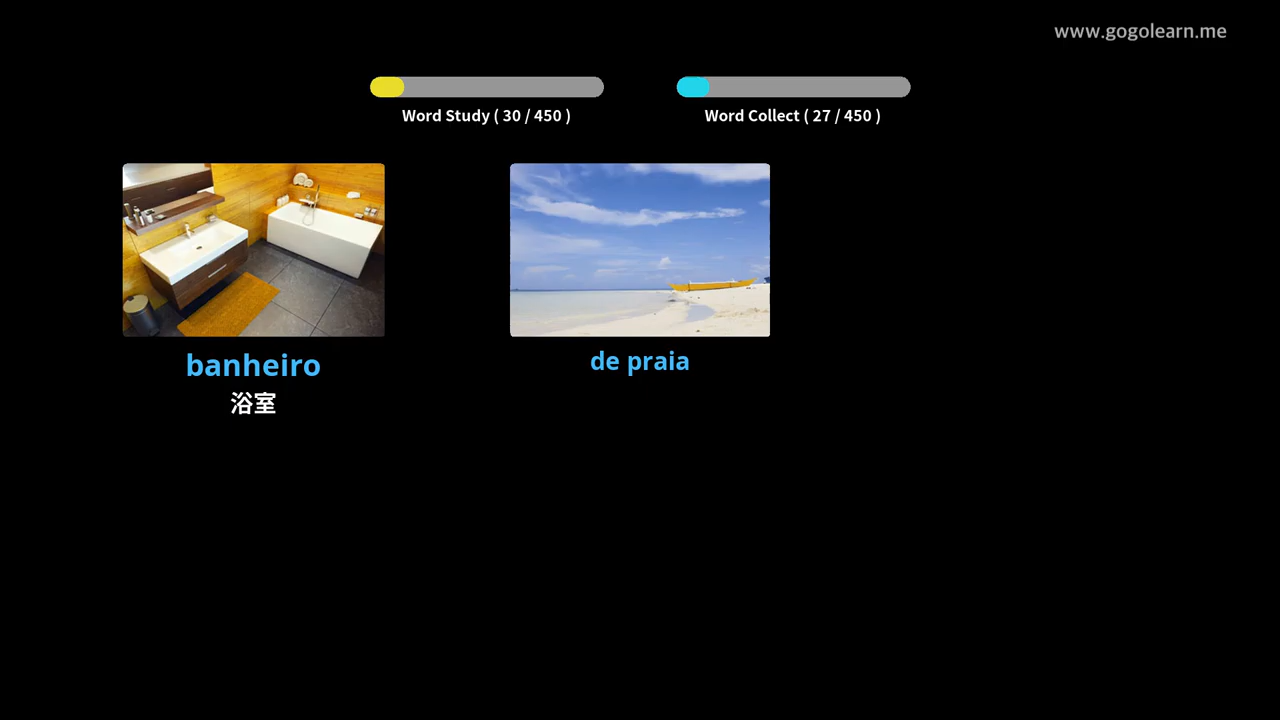 www.gogolearn.me
Word Study ( 30 / 450 )
Word Collect ( 27 / 450 )
banheiro
浴室
de praia